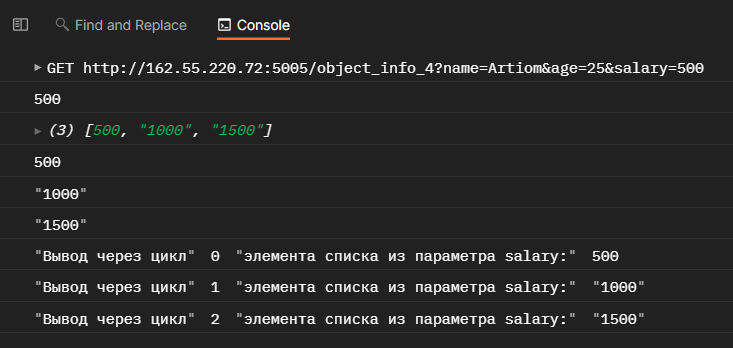 Find and Replace Console
GET http://162.55.220.72:5005/object_info_4?name=Artiom&age=25&salary=500
500
(3) [500, "1000", "1500"]
500
"1000"
"1500"
"Вывод через цикл" 0 "элемента списка из параметра salary:" 500
"Вывод через цикл" 1 "элемента списка из параметра salary:" "1000"
"Вывод через цикл" 2 "элемента списка из параметра salary:" "1500"